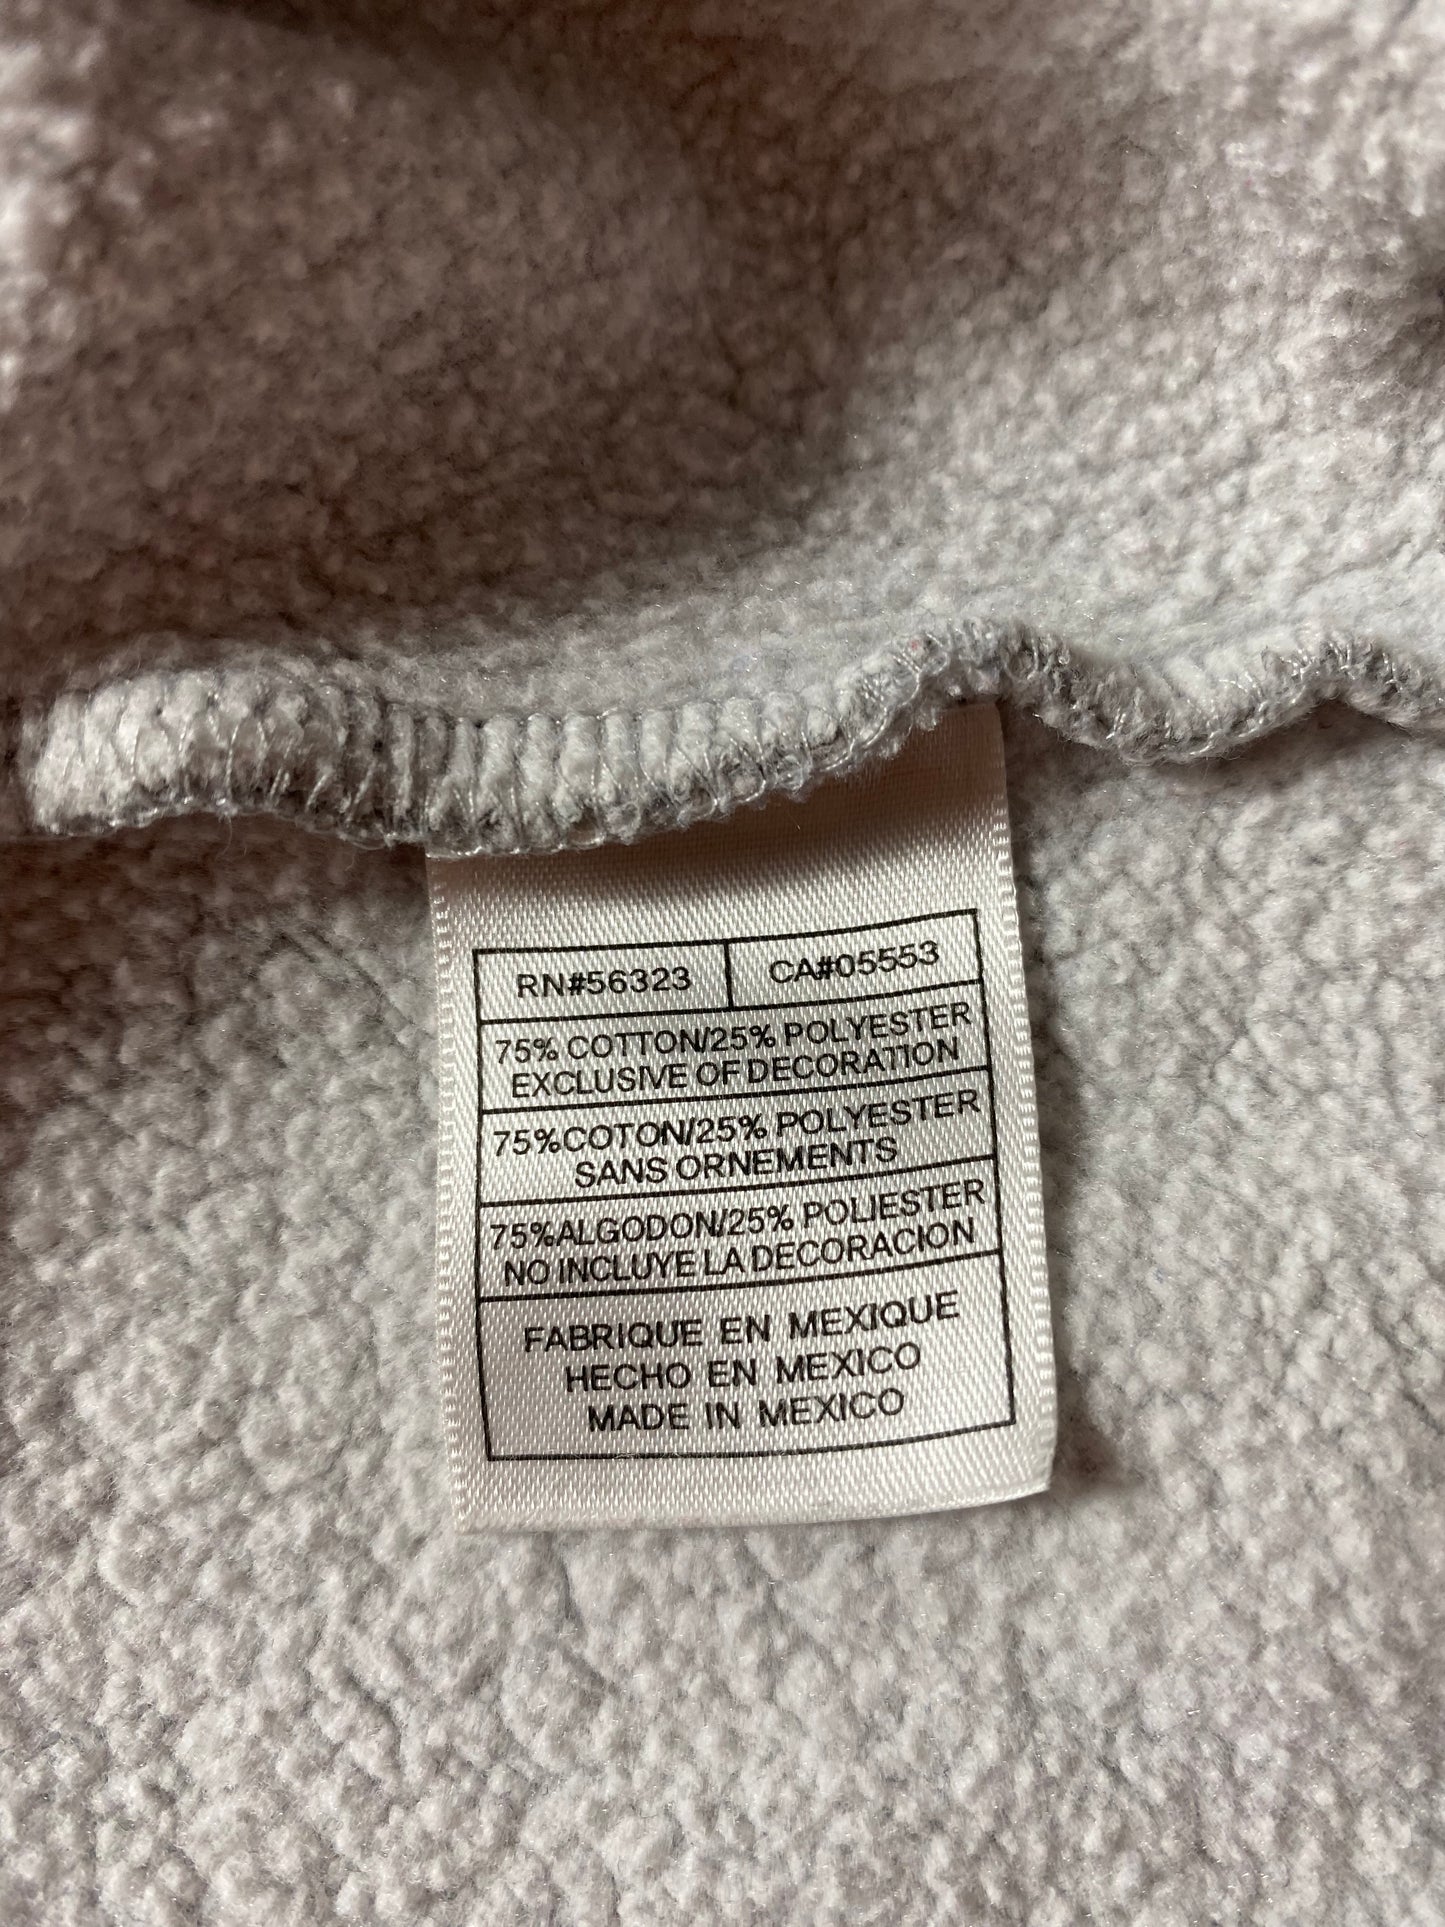 RN#56323 CA#05553
75% COTTON/25% POLYESTER
EXCLUSIVE OF DECORATION
75%COTON/25% POLYESTER
SANS ORNEMENTS
75%ALGODON/25% POLIESTER
NO INCLUYE LA DECORACION
FABRIQUE EN MEXIQUE
HECHO EN MEXICO
MADE IN MEXICO